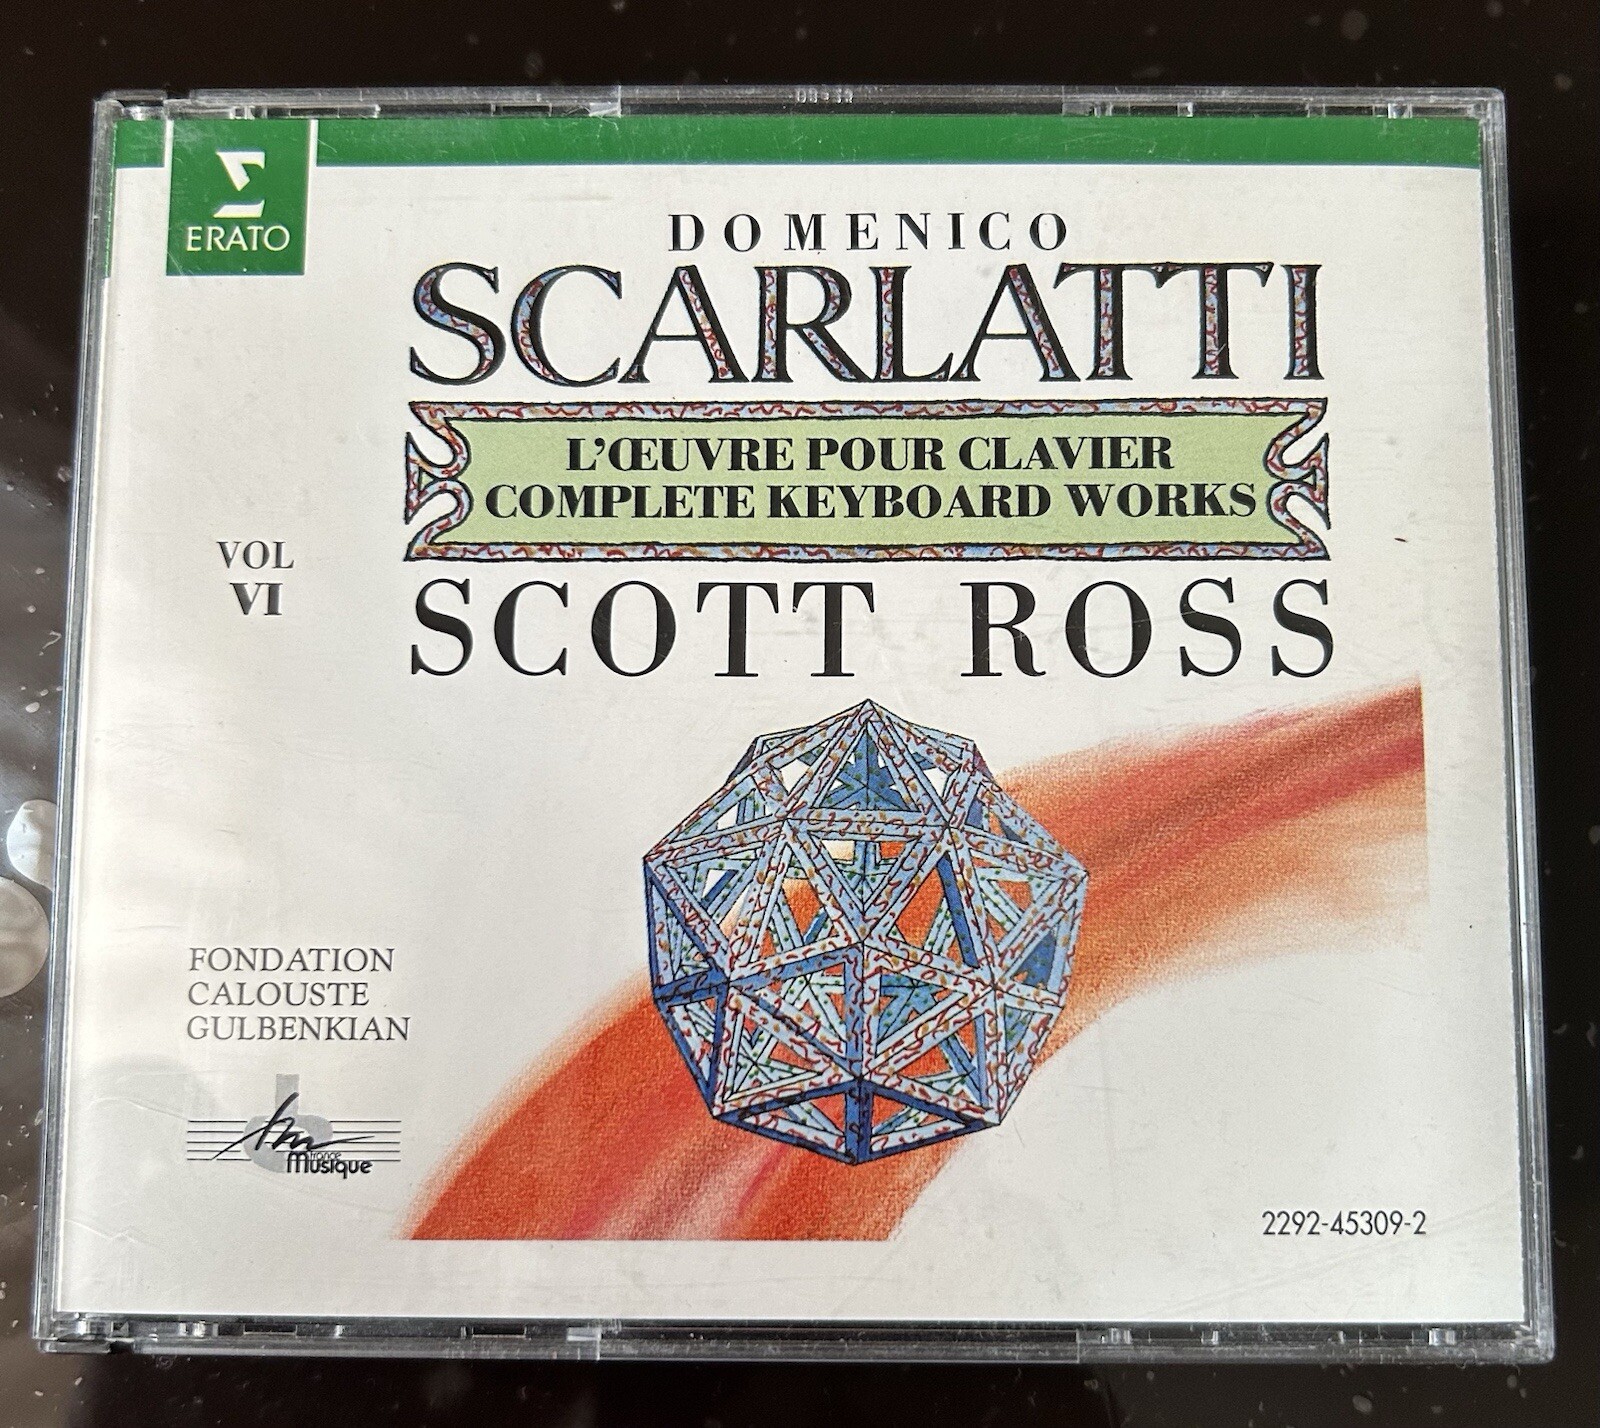 ERATO
DOMENICO
SCARLATTI
L'ŒUVRE POUR CLAVIER
COMPLETE KEYBOARD WORKS
VOL
VI
SCOTT ROSS
FONDATION
CALOUSTE
GULBENKIAN
france
Musique
2292-45309-2